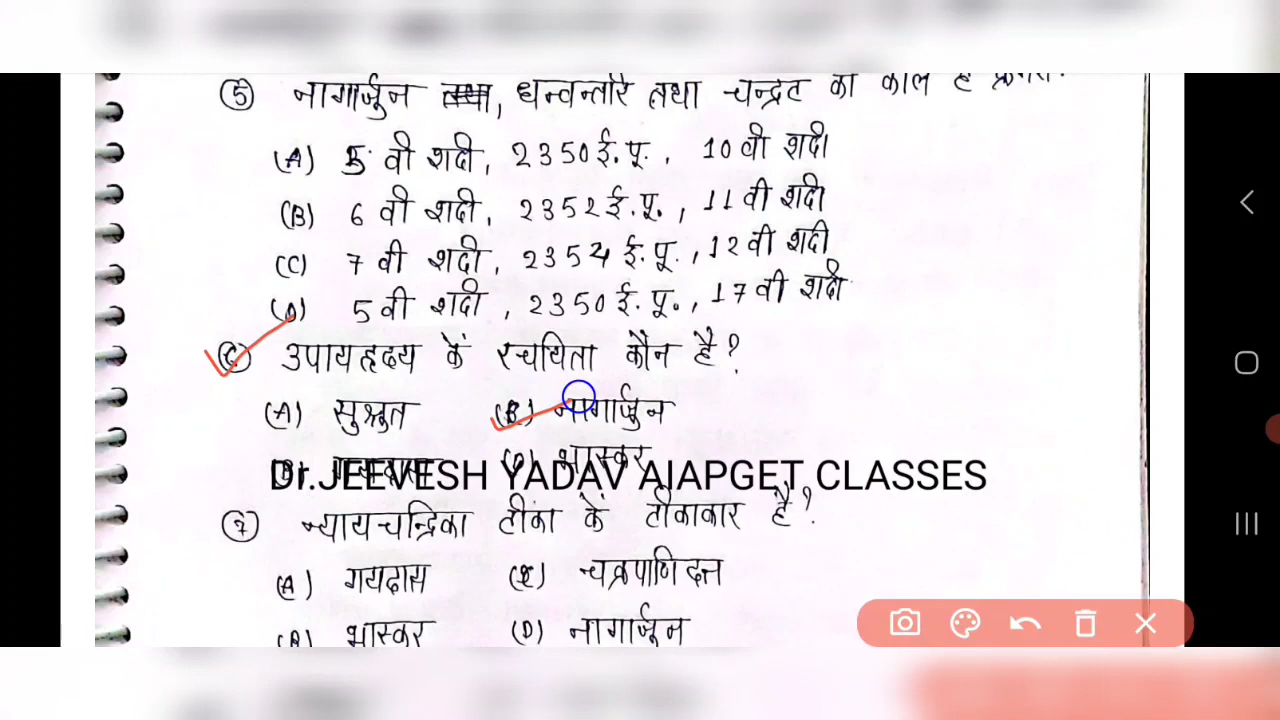 ⑤ नागार्जुन तथा, धन्वन्तरि तथा चन्द्रट का काल है क्रमशः
(A) 5 वी शदी, 2350 ई.पू., 10 वी शदी
(B) 6 वी शदी, 2352 ई.पू., 11 वी शदी
(C) 7 वी शदी, 2354 ई.पू., 12 वी शदी
(D) 5 वी शदी, 2350 ई.पू., 17 वी शदी
उपायहृदय कें रचयिता कौन है?
(A) सुश्रुत (B) नागार्जुन
भास्कर
Dr.JEEVESH YADAV AIAPGET CLASSES
⑦ न्यायचन्द्रिका टीका कें टीकाकार है?
(A) गयदास चक्रपाणि दत्त
भास्कर (D) नागार्जुन